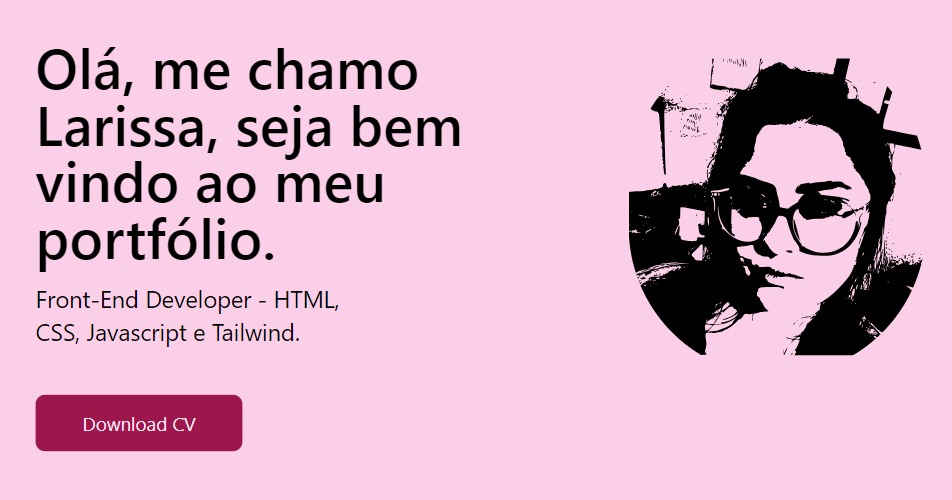 Olá, me chamo
Larissa, seja bem
vindo ao meu
portfólio.
Front-End Developer - HTML,
CSS, Javascript e Tailwind.
Download CV